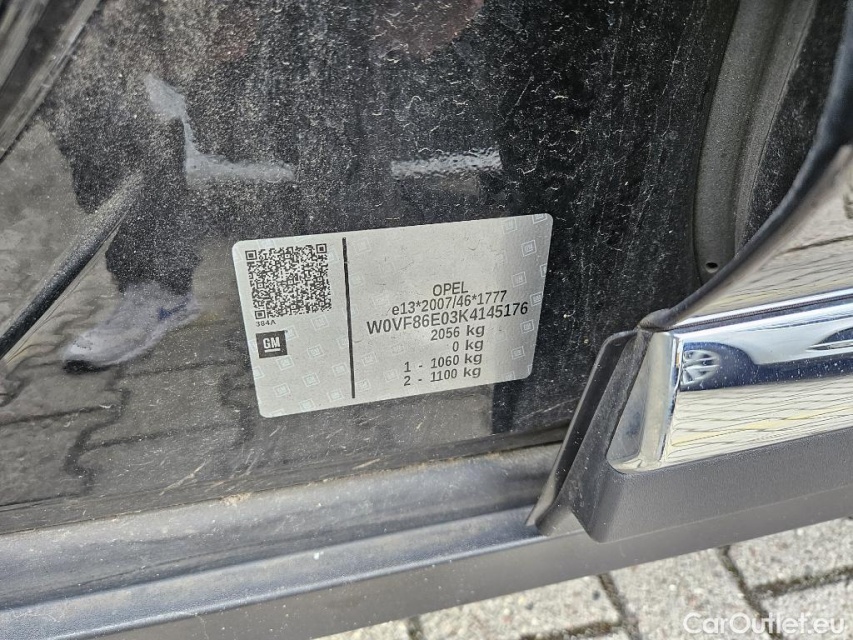 OPEL
e13*2007/46*1777
W0VF86E03K4145176
2056 kg
0 kg
1 - 1060 kg
2 - 1100 kg
384A
GM
CarOutlet.eu